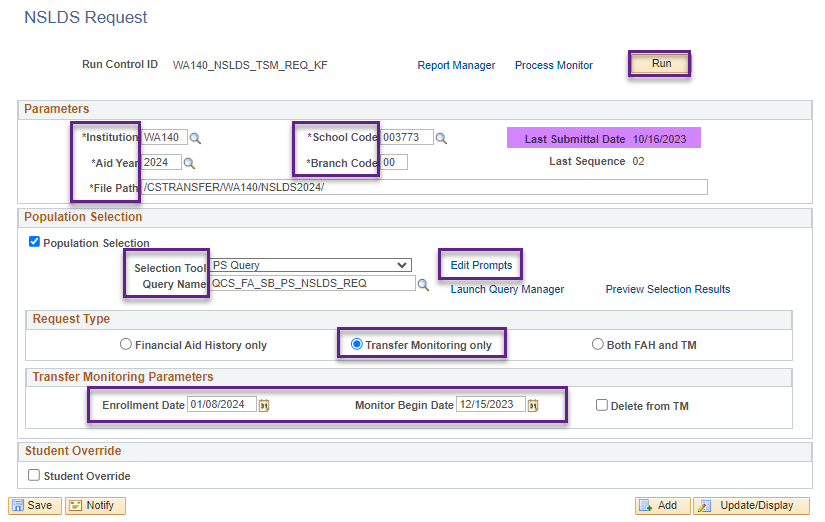 NSLDS Request
Run Control ID WA140_NSLDS_TSM_REQ_KF Report Manager Process Monitor Run
Parameters
*Institution WA140 *School Code 003773 Last Submittal Date 10/16/2023
*Aid Year 2024 *Branch Code 00 Last Sequence 02
*File Path /CSTRANSFER/WA140/NSLDS2024/
Population Selection
Population Selection
Selection Tool PS Query Edit Prompts
Query Name QCS_FA_SB_PS_NSLDS_REQ Launch Query Manager Preview Selection Results
Request Type
Financial Aid History only Transfer Monitoring only Both FAH and TM
Transfer Monitoring Parameters
Enrollment Date 01/08/2024 Monitor Begin Date 12/15/2023 Delete from TM
Student Override
Student Override
Save Notify Add Update/Display